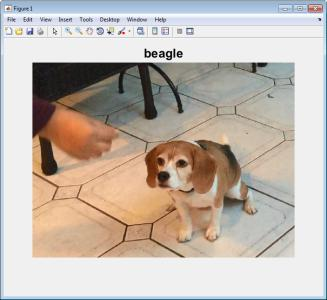 Figure 1
File Edit View Insert Tools Desktop Window Help
beagle